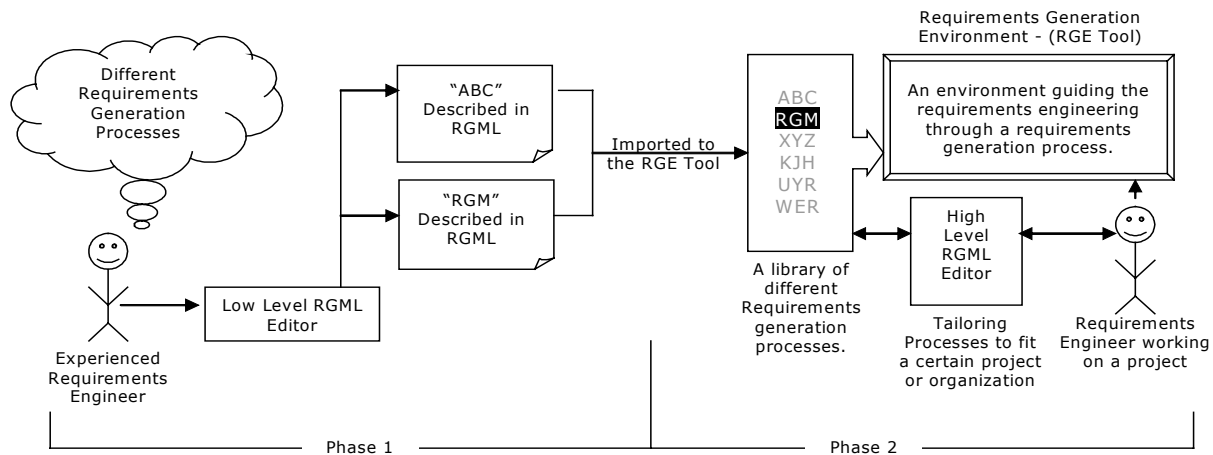 Different
Requirements
Generation
Processes
Experienced
Requirements
Engineer
Low Level RGML
Editor
“ABC”
Described in
RGML
“RGM”
Described in
RGML
Imported to
the RGE Tool
ABC
RGM
XYZ
KJH
UYR
WER
A library of
different
Requirements
generation
processes.
Requirements Generation
Environment - (RGE Tool)
An environment guiding the
requirements engineering
through a requirements
generation process.
High
Level
RGML
Editor
Tailoring
Processes to fit
a certain project
or organization
Requirements
Engineer working
on a project
Phase 1
Phase 2